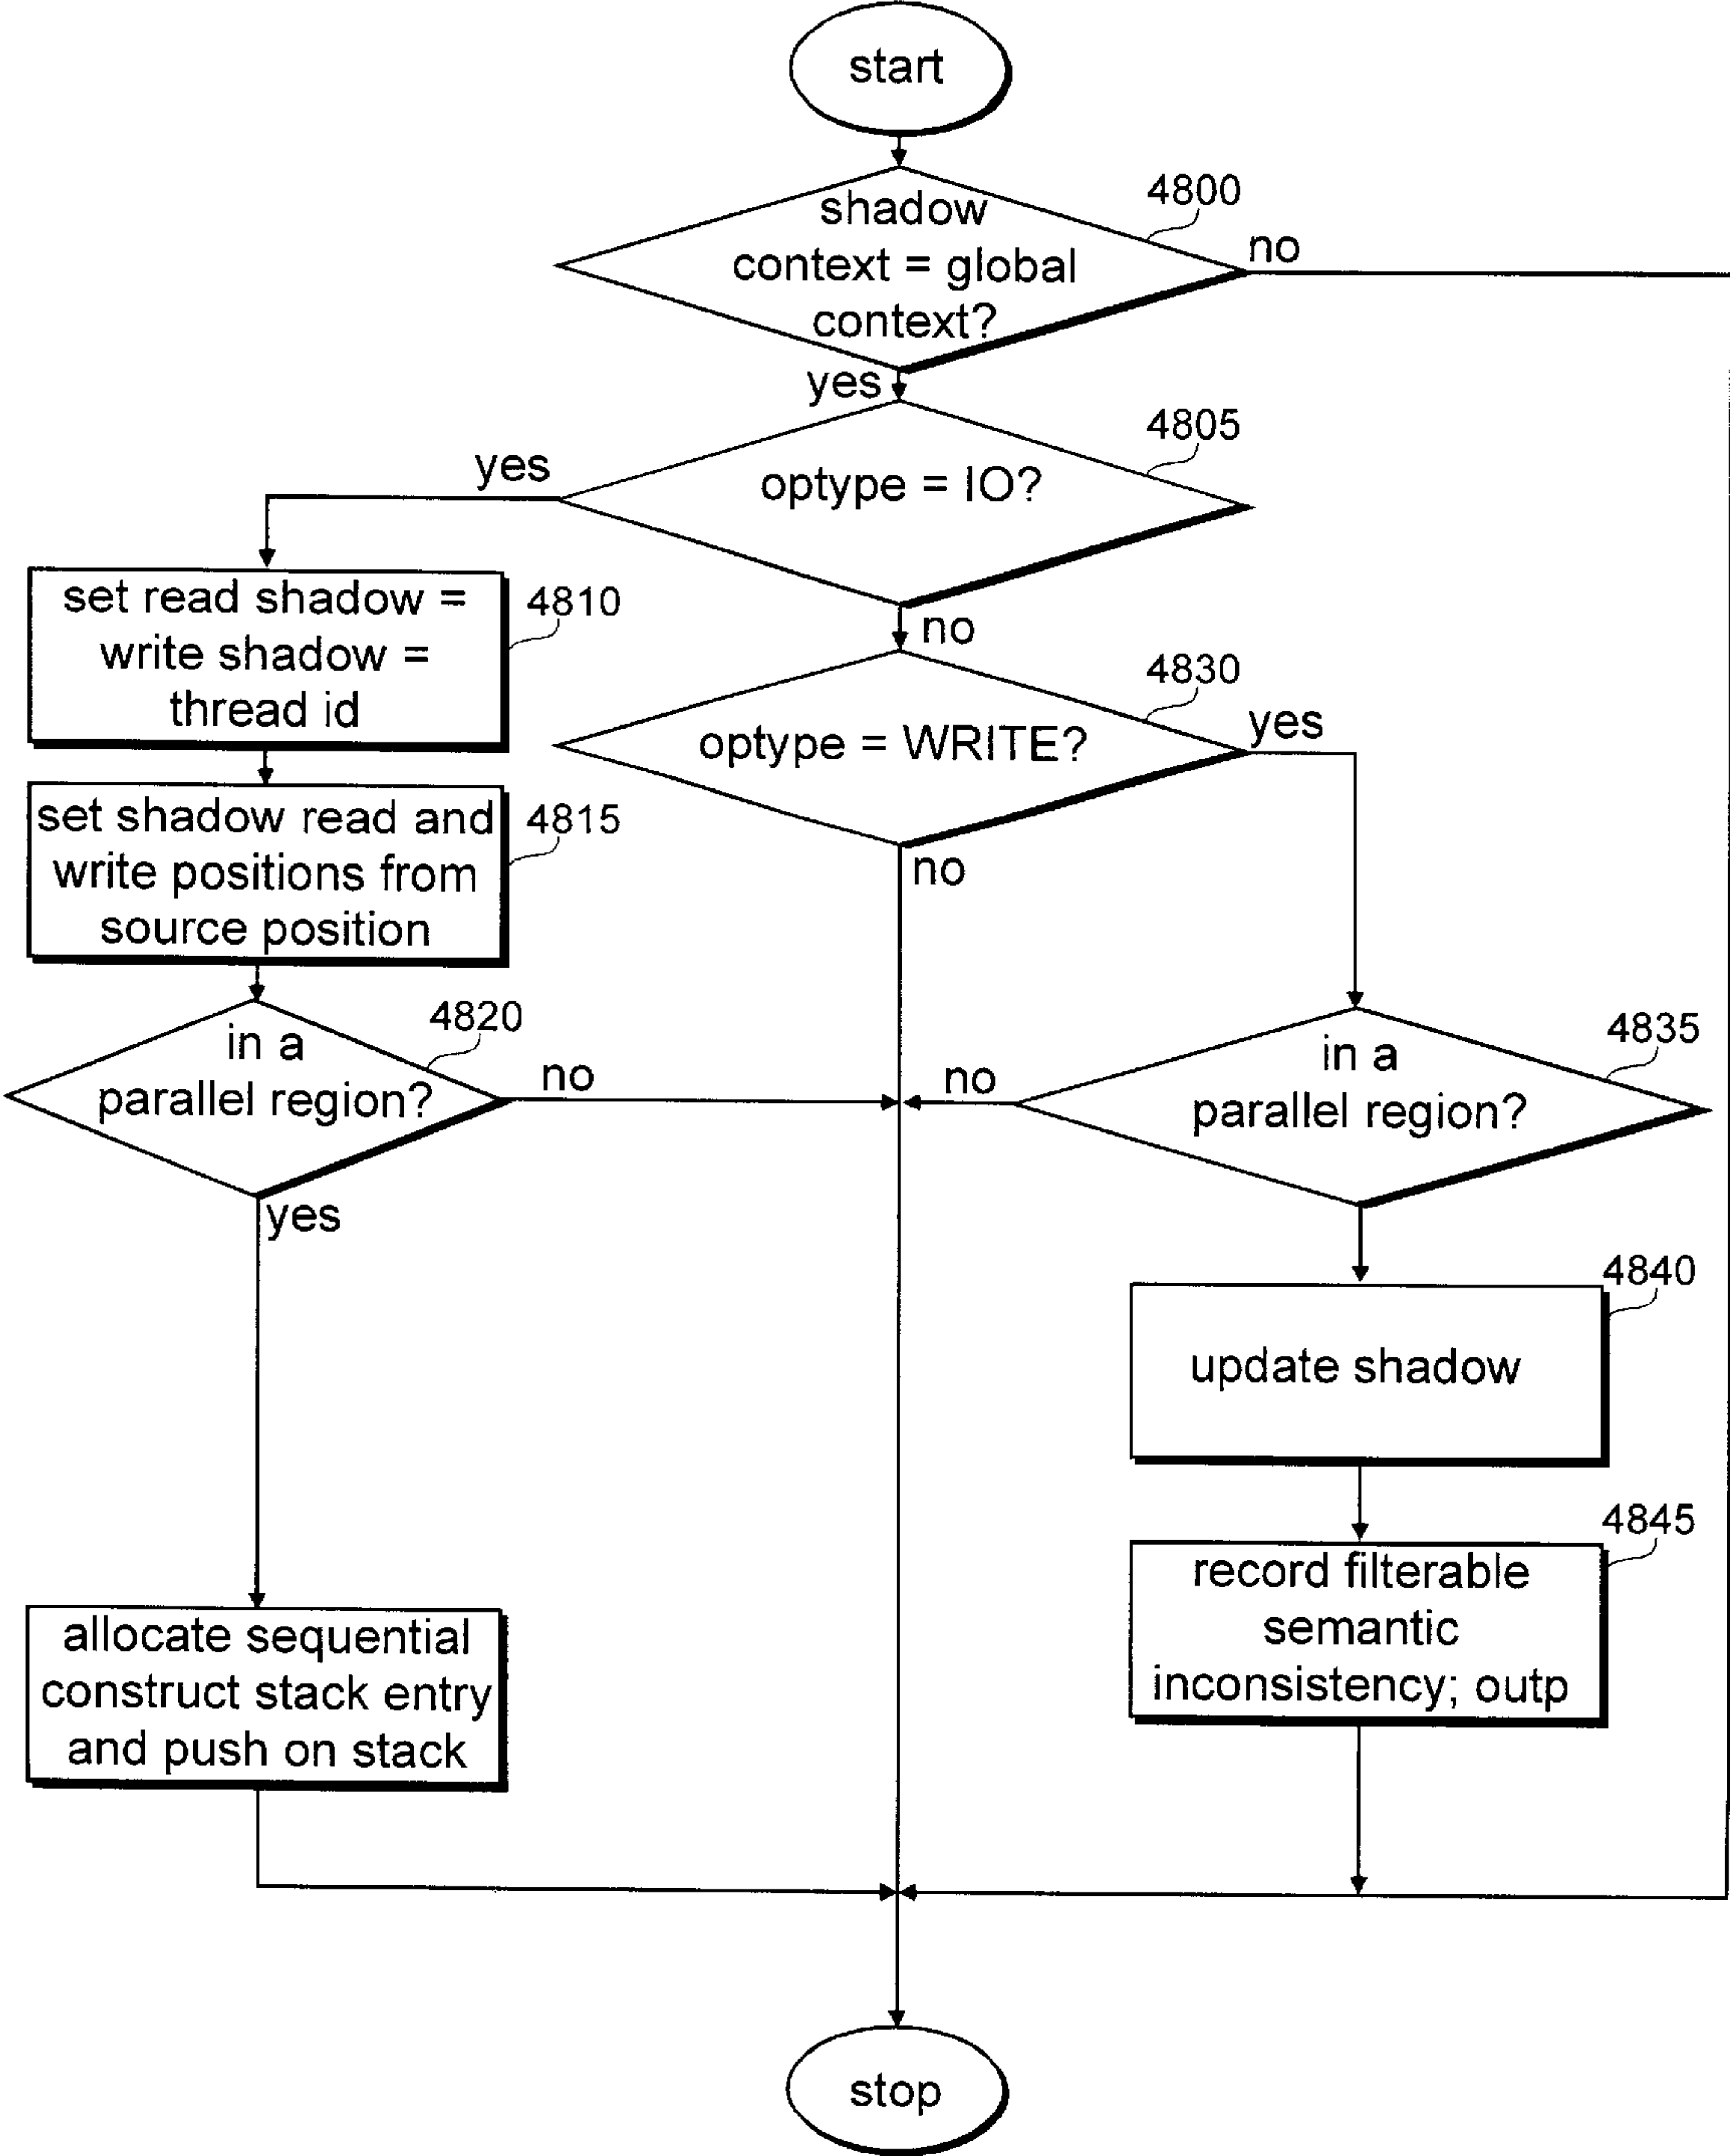 start
4800
shadow
context = global
context?
no
yes
4805
optype = IO?
yes
no
4810
set read shadow =
write shadow =
thread id
4830
optype = WRITE?
yes
no
4815
set shadow read and
write positions from
source position
4820
in a
parallel region?
no
yes
4835
in a
parallel region?
no
4840
update shadow
4845
record filterable
semantic
inconsistency; outp
allocate sequential
construct stack entry
and push on stack
stop